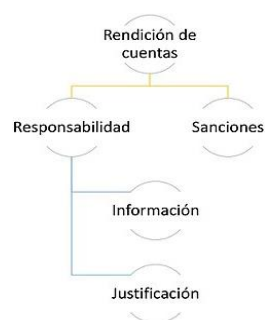 Rendición de
cuentas
Responsabilidad
Sanciones
Información
Justificación